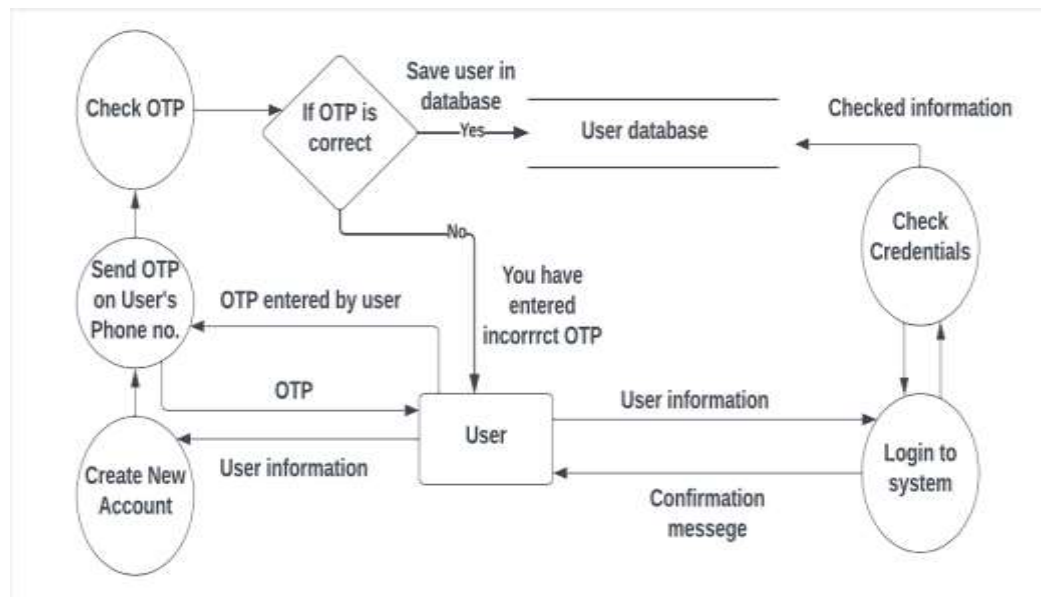 Check OTP
If OTP is
correct
Save user in
database
Yes
User database
Checked information
Check
Credentials
No
You have
entered
incorrrct OTP
Send OTP
on User's
Phone no.
OTP entered by user
OTP
User
User information
User information
Create New
Account
Login to
system
Confirmation
messege